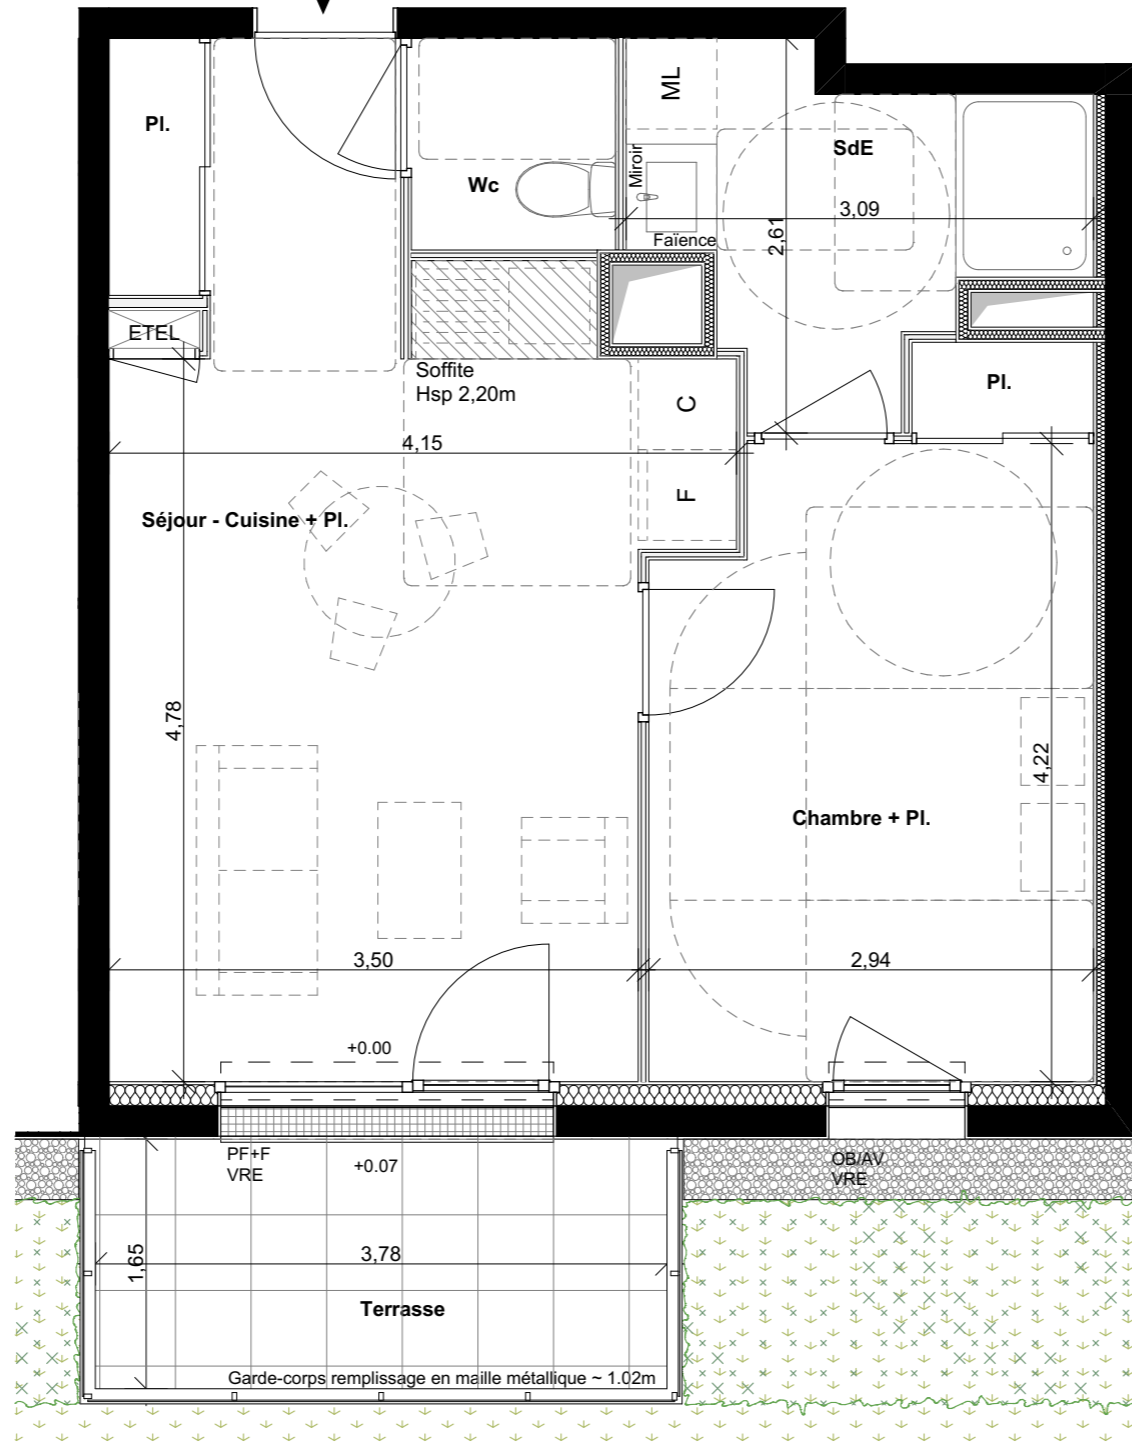 Pl.
ML
SdE
Wc
Miroir
3,09
2,61
Faïence
ETEL
Soffite
Hsp 2,20m
C
Pl.
4,15
F
Séjour - Cuisine + Pl.
4,78
4,22
Chambre + Pl.
3,50
2,94
+0.00
PF+F
VRE
+0.07
OB/AV
VRE
1,65
3,78
Terrasse
Garde-corps remplissage en maille métallique ~ 1.02m